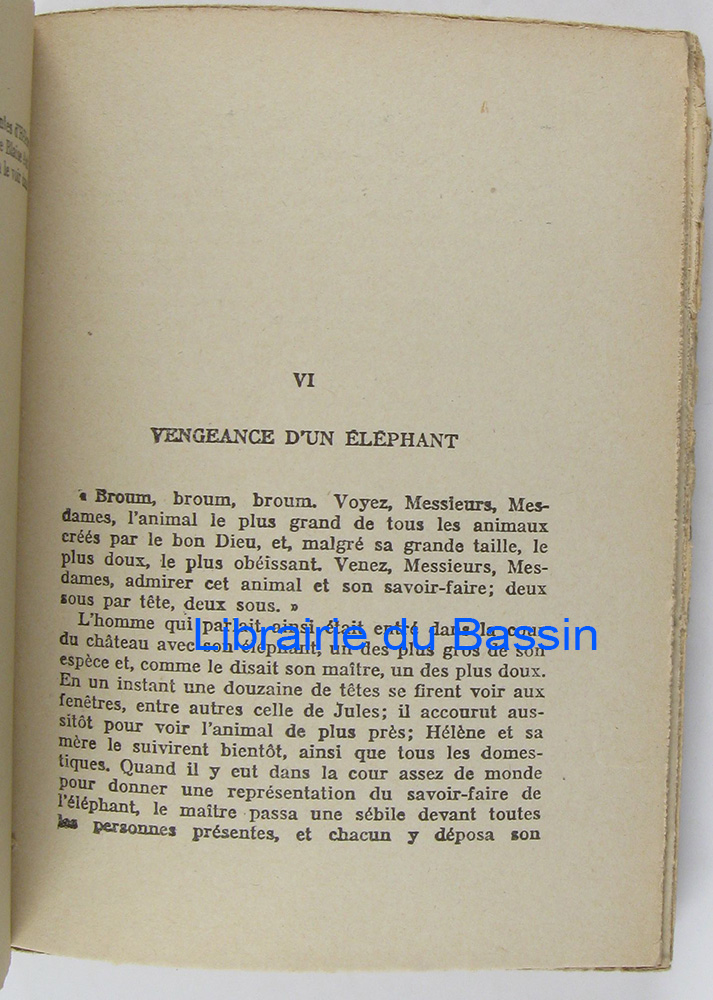 VI
VENGEANCE D'UN ÉLÉPHANT
« Broum, broum, broum. Voyez, Messieurs, Mes-
dames, l'animal le plus grand de tous les animaux
créés par le bon Dieu, et, malgré sa grande taille, le
plus doux, le plus obéissant. Venez, Messieurs, Mes-
dames, admirer cet animal et son savoir-faire; deux
sous par tête, deux sous. »
L'homme qui parlait ainsi était entré dans la cour
du château avec son éléphant, un des plus gros de son
espèce et, comme le disait son maître, un des plus doux.
En un instant une douzaine de têtes se firent voir aux
fenêtres, entre autres celle de Jules; il accourut aus-
sitôt pour voir l'animal de plus près; Hélène et sa
mère le suivirent bientôt, ainsi que tous les domes-
tiques. Quand il y eut dans la cour assez de monde
pour donner une représentation du savoir-faire de
l'éléphant, le maître passa une sébile devant toutes
les personnes présentes, et chacun y déposa son
Librairie du Bassin